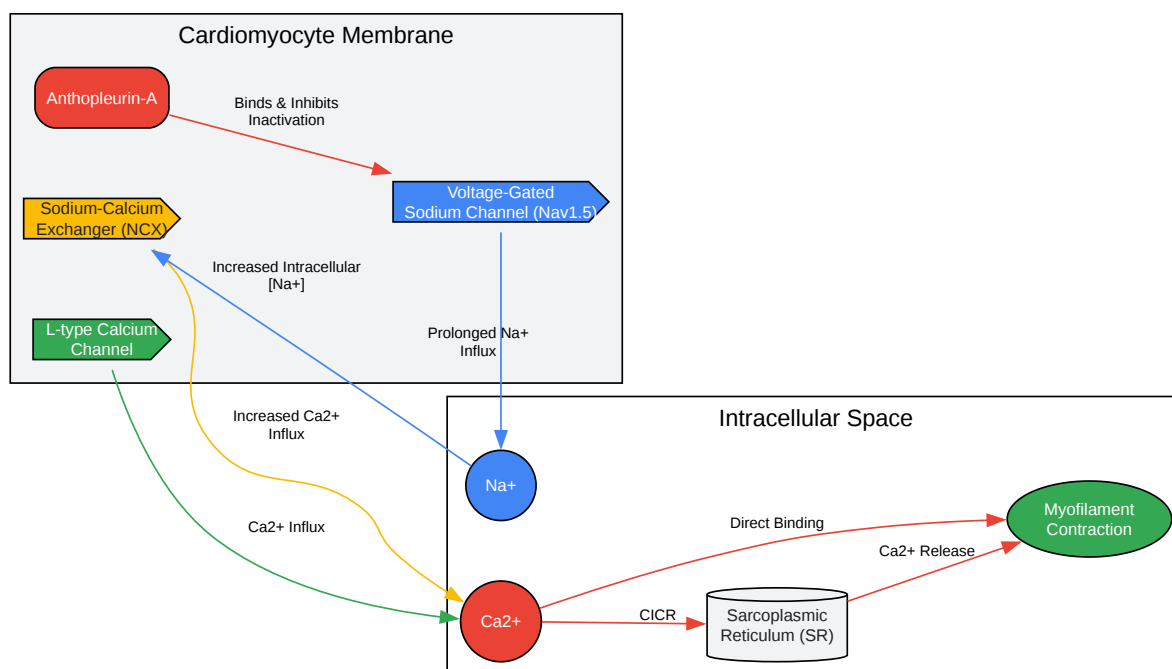 Cardiomyocyte Membrane
Anthopleurin-A
Binds & Inhibits
Inactivation
Voltage-Gated
Sodium Channel (Nav1.5)
Sodium-Calcium
Exchanger (NCX)
Increased Intracellular
[Na+]
L-type Calcium
Channel
Prolonged Na+
Influx
Increased Ca2+
Influx
Ca2+ Influx
Intracellular Space
Na+
Direct Binding
Myofilament
Contraction
Ca2+ Release
Ca2+
CICR
Sarcoplasmic
Reticulum (SR)